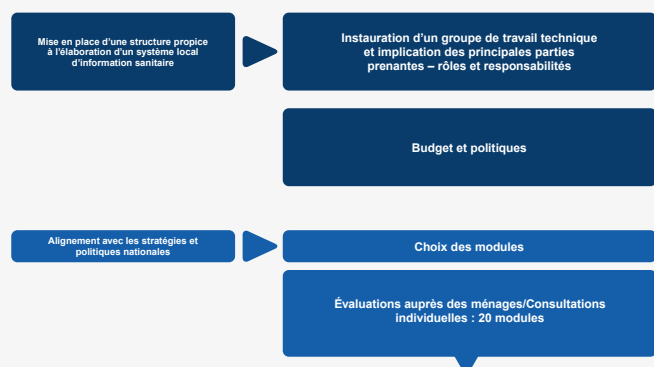 Mise en place d’une structure propice
à l’élaboration d’un système local
d’information sanitaire
Instauration d’un groupe de travail technique
et implication des principales parties
prenantes – rôles et responsabilités
Budget et politiques
Alignement avec les stratégies et
politiques nationales
Choix des modules
Évaluations auprès des ménages/Consultations
individuelles : 20 modules